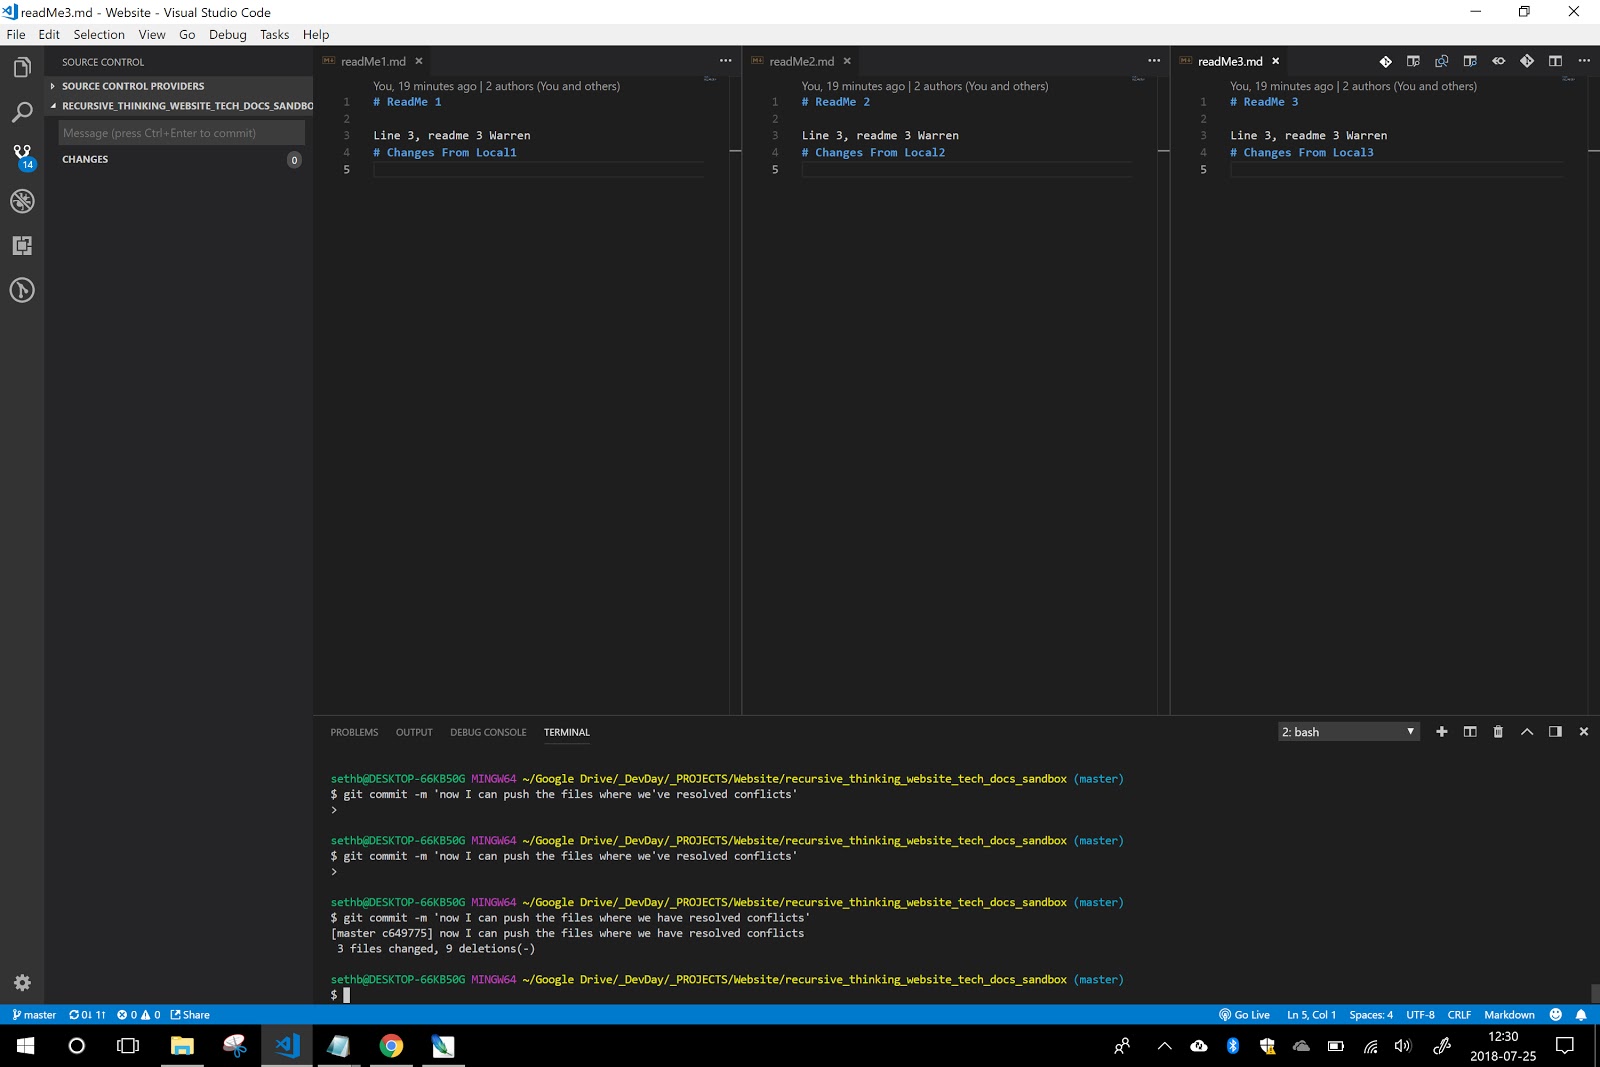 readMe3.md - Website - Visual Studio Code
File Edit Selection View Go Debug Tasks Help
SOURCE CONTROL
SOURCE CONTROL PROVIDERS
RECURSIVE_THINKING_WEBSITE_TECH_DOCS_SANDBO
Message (press Ctrl+Enter to commit)
CHANGES 0
14
readMe1.md ×
You, 19 minutes ago | 2 authors (You and others)
1 # ReadMe 1
2
3 Line 3, readme 3 Warren
4 # Changes From Local1
5
readMe2.md ×
You, 19 minutes ago | 2 authors (You and others)
1 # ReadMe 2
2
3 Line 3, readme 3 Warren
4 # Changes From Local2
5
readMe3.md ×
You, 19 minutes ago | 2 authors (You and others)
1 # ReadMe 3
2
3 Line 3, readme 3 Warren
4 # Changes From Local3
5
PROBLEMS OUTPUT DEBUG CONSOLE TERMINAL 2: bash
sethb@DESKTOP-66KB50G MINGW64 ~/Google Drive/_DevDay/_PROJECTS/Website/recursive_thinking_website_tech_docs_sandbox (master)
$ git commit -m 'now I can push the files where we've resolved conflicts'
>
sethb@DESKTOP-66KB50G MINGW64 ~/Google Drive/_DevDay/_PROJECTS/Website/recursive_thinking_website_tech_docs_sandbox (master)
$ git commit -m 'now I can push the files where we've resolved conflicts'
>
sethb@DESKTOP-66KB50G MINGW64 ~/Google Drive/_DevDay/_PROJECTS/Website/recursive_thinking_website_tech_docs_sandbox (master)
$ git commit -m 'now I can push the files where we have resolved conflicts'
[master c649775] now I can push the files where we have resolved conflicts
3 files changed, 9 deletions(-)
sethb@DESKTOP-66KB50G MINGW64 ~/Google Drive/_DevDay/_PROJECTS/Website/recursive_thinking_website_tech_docs_sandbox (master)
$
master 0↓ 1↑ 0 0 Share Go Live Ln 5, Col 1 Spaces: 4 UTF-8 CRLF Markdown
12:30
2018-07-25